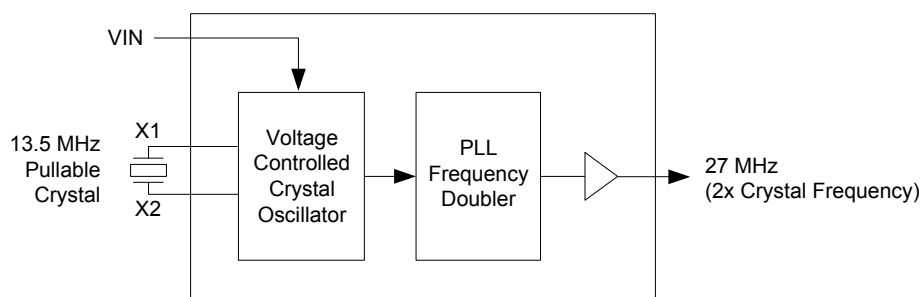 VIN
13.5 MHz
Pullable
Crystal
X1
X2
Voltage
Controlled
Crystal
Oscillator
PLL
Frequency
Doubler
27 MHz
(2x Crystal Frequency)